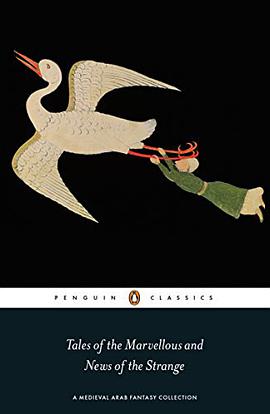 PENGUIN CLASSICS
Tales of the Marvellous and
News of the Strange
A MEDIEVAL ARAB FANTASY COLLECTION